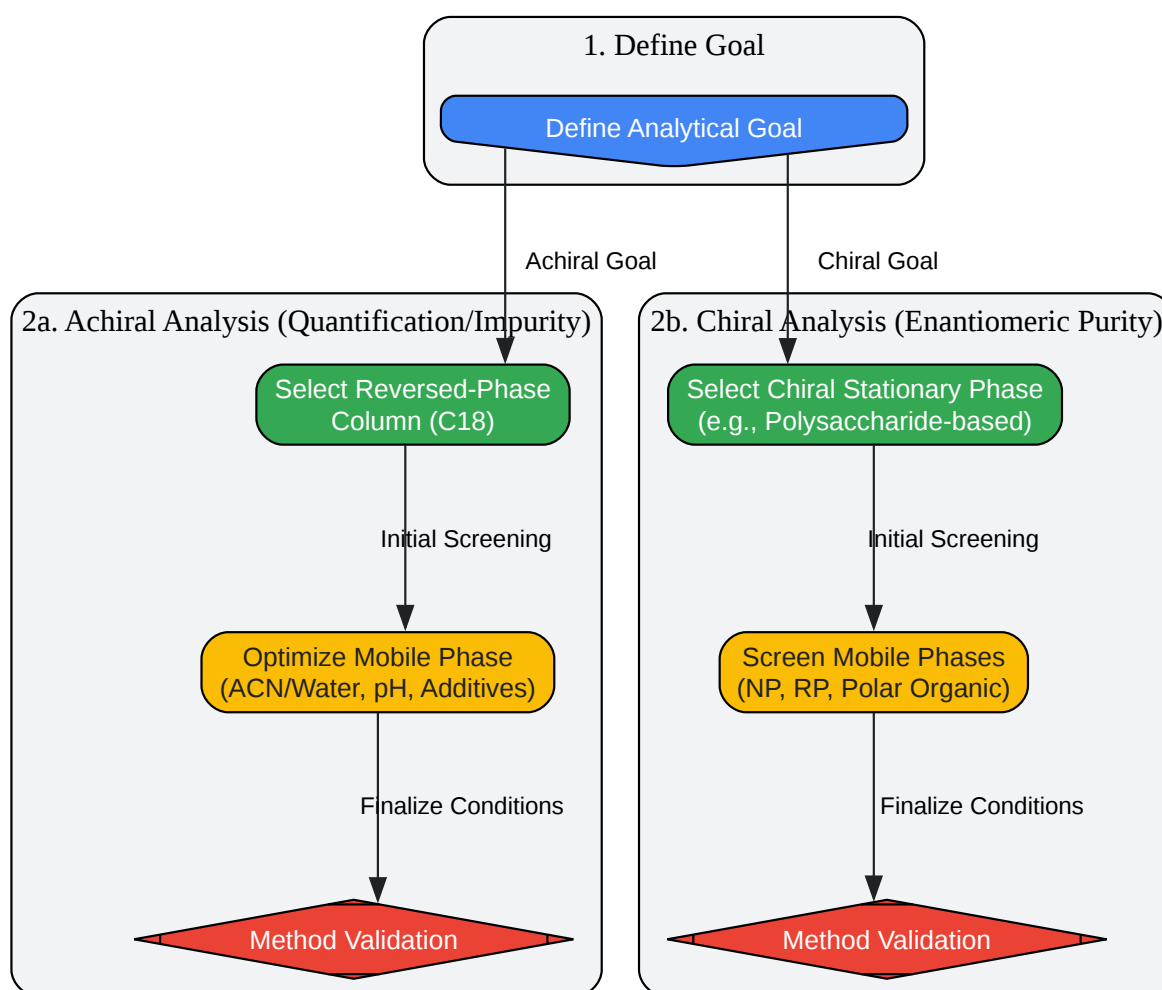 1. Define Goal
Define Analytical Goal
Achiral Goal
Chiral Goal
2a. Achiral Analysis (Quantification/Impurity)
Select Reversed-Phase
Column (C18)
Initial Screening
Optimize Mobile Phase
(ACN/Water, pH, Additives)
Finalize Conditions
Method Validation
2b. Chiral Analysis (Enantiomeric Purity)
Select Chiral Stationary Phase
(e.g., Polysaccharide-based)
Initial Screening
Screen Mobile Phases
(NP, RP, Polar Organic)
Finalize Conditions
Method Validation